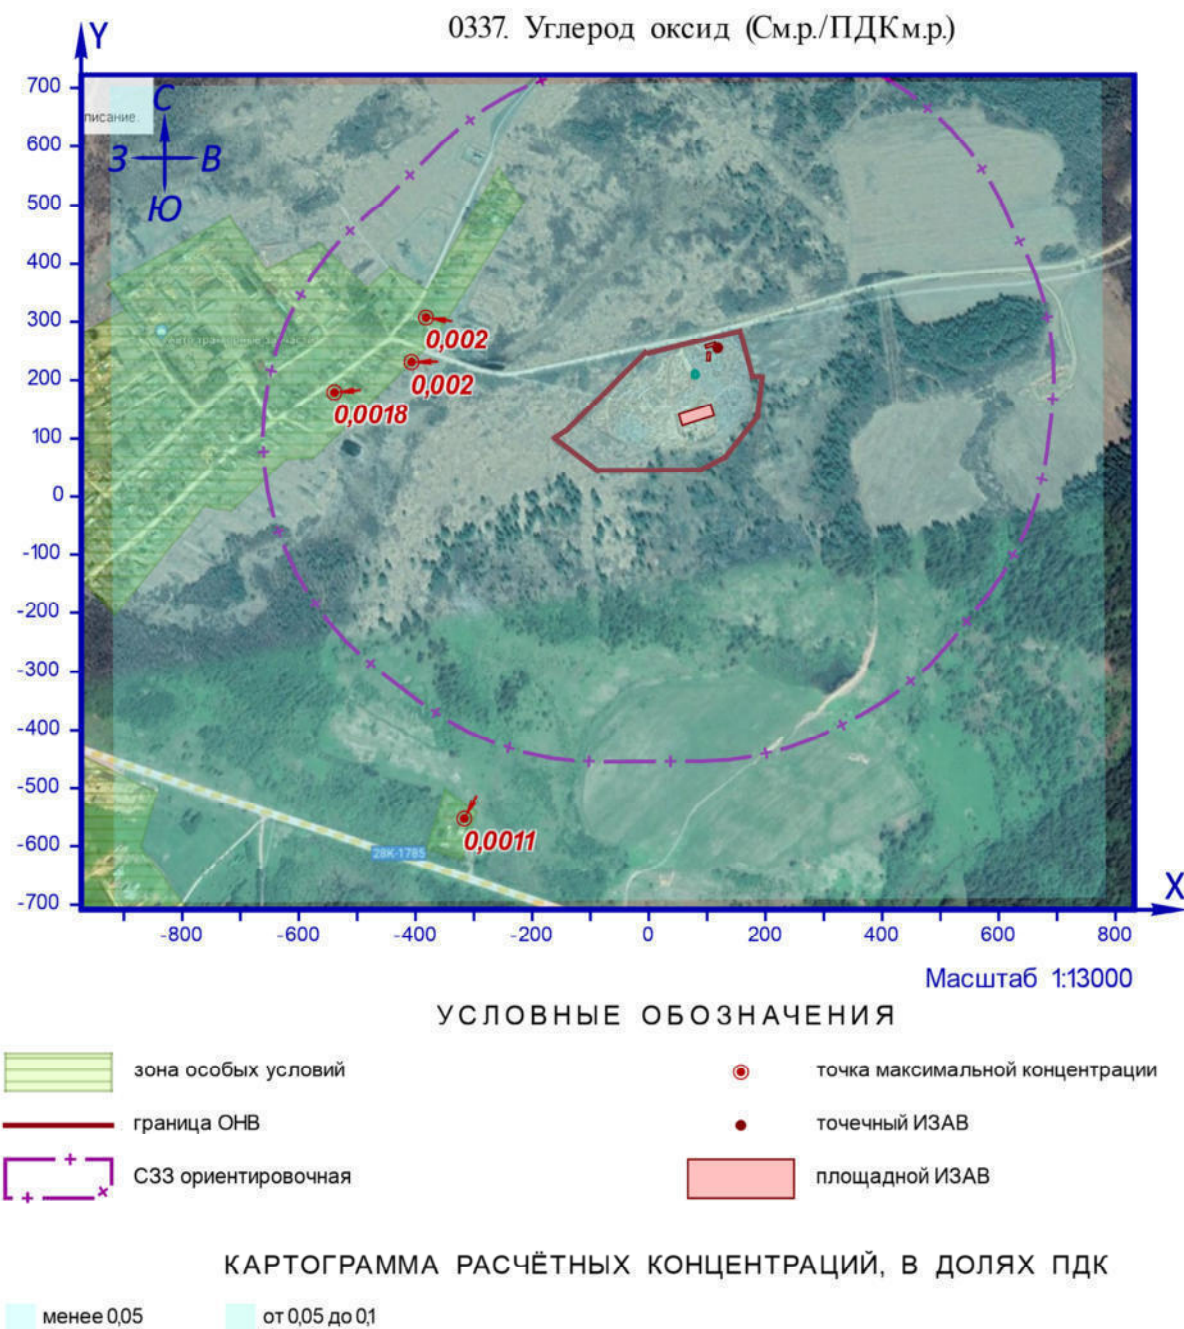 0337. Углерод оксид (См.р./ПДКм.р.)
Y
700
писание.
С
600
З В
500
Ю
400
300
0,002
200
0,002
0,0018
100
0
-100
-200
-300
-400
-500
0,0011
-600
28К-1785
-700
X
-800 -600 -400 -200 0 200 400 600 800
Масштаб 1:13000
УСЛОВНЫЕ ОБОЗНАЧЕНИЯ
зона особых условий
точка максимальной концентрации
граница ОНВ
точечный ИЗАВ
СЗЗ ориентировочная
площадной ИЗАВ
КАРТОГРАММА РАСЧЁТНЫХ КОНЦЕНТРАЦИЙ, В ДОЛЯХ ПДК
менее 0,05 от 0,05 до 0,1